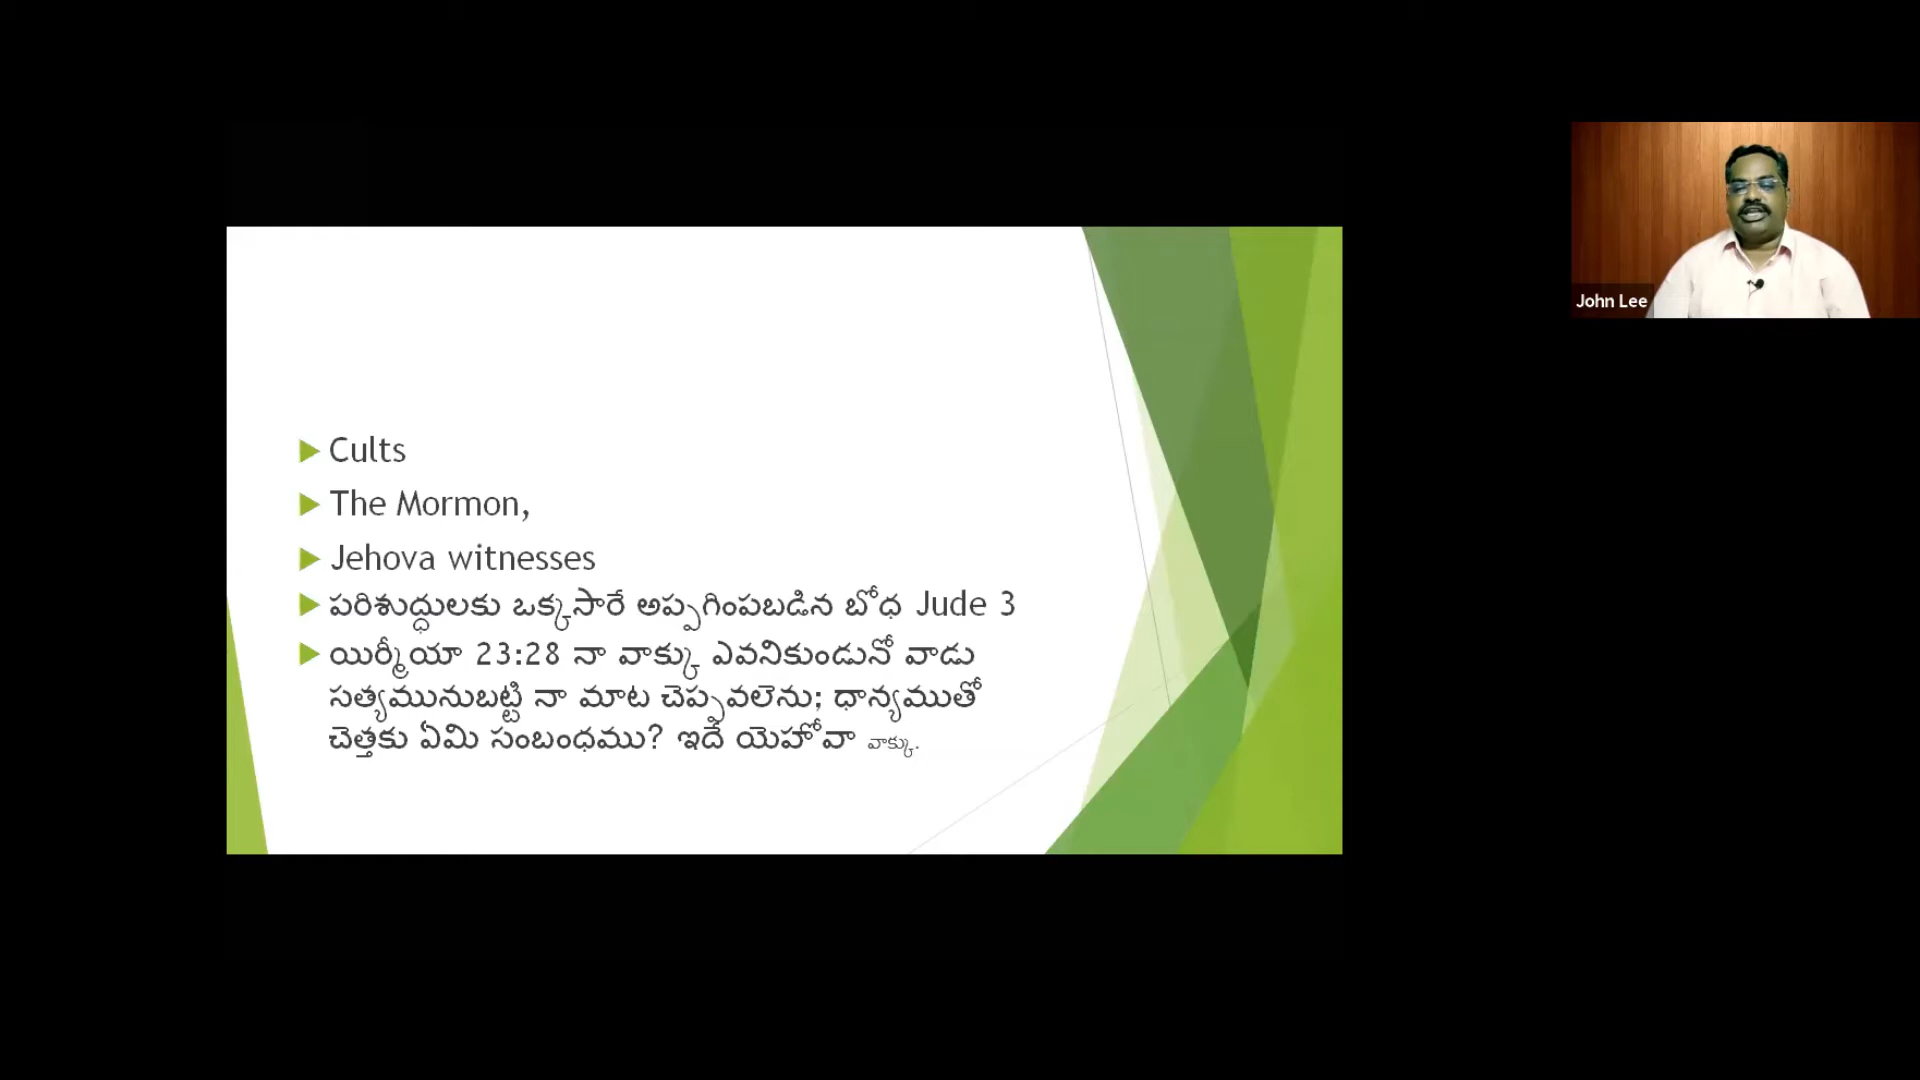 Cults
The Mormon,
Jehova witnesses
పరిశుద్ధులకు ఒక్కసారే అప్పగింపబడిన బోధ Jude 3
యిర్మీయా 23:28 నా వాక్కు ఎవనికుండునో వాడు
సత్యమునుబట్టి నా మాట చెప్పవలెను; ధాన్యముతో
చెత్తకు ఏమి సంబంధము? ఇదే యెహోవా వాక్కు.
John Lee